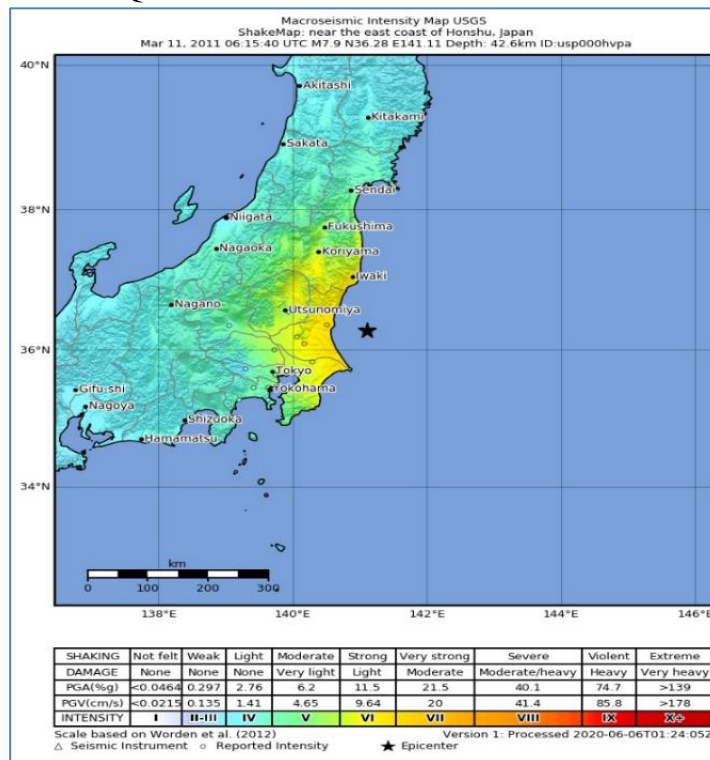 Macroseismic Intensity Map USGS
ShakeMap: near the east coast of Honshu, Japan
Mar 11, 2011 06:15:40 UTC M7.9 N36.28 E141.11 Depth: 42.6km ID:usp000hvpa
40°N
Akitashi
Kitakami
Sakata
Sendai
38°N
Niigata
Fukushima
Nagaoka
Koriyama
Iwaki
Nagano
Utsunomiya
36°N
Tokyo
Gifu-shi
Yokohama
Nagoya
Shizuoka
Hamamatsu
34°N
km
0 100 200 300
138°E 140°E 142°E 144°E 146°E
SHAKING Not felt Weak Light Moderate Strong Very strong Severe Violent Extreme
DAMAGE None None None Very light Light Moderate Moderate/heavy Heavy Very heavy
PGA(%g) <0.0464 0.297 2.76 6.2 11.5 21.5 40.1 74.7 >139
PGV(cm/s) <0.0215 0.135 1.41 4.65 9.64 20 41.4 85.8 >178
INTENSITY I II-III IV V VI VII VIII IX X+
Scale based on Worden et al. (2012) Version 1: Processed 2020-06-06T01:24:05Z
△ Seismic Instrument ○ Reported Intensity ★ Epicenter